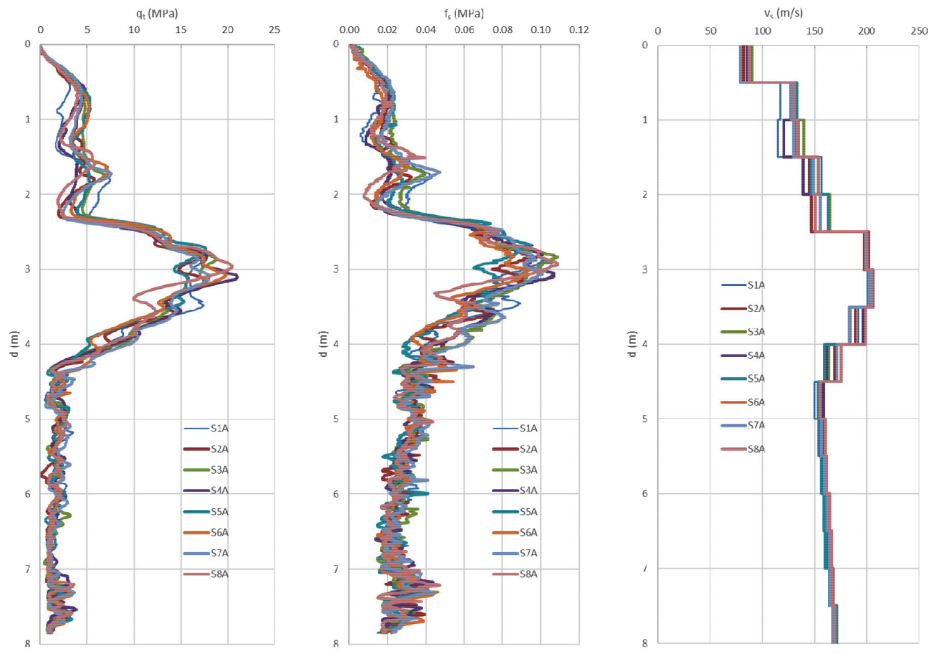 qt (MPa)
0 5 10 15 20 25
0
1
2
3
4
5
6
7
8
d (m)
S1A
S2A
S3A
S4A
S5A
S6A
S7A
S8A
fs (MPa)
0.00 0.02 0.04 0.06 0.08 0.10 0.12
0
1
2
3
4
5
6
7
8
d (m)
S1A
S2A
S3A
S4A
S5A
S6A
S7A
S8A
vs (m/s)
0 50 100 150 200 250
0
1
2
3
4
5
6
7
8
d (m)
S1A
S2A
S3A
S4A
S5A
S6A
S7A
S8A